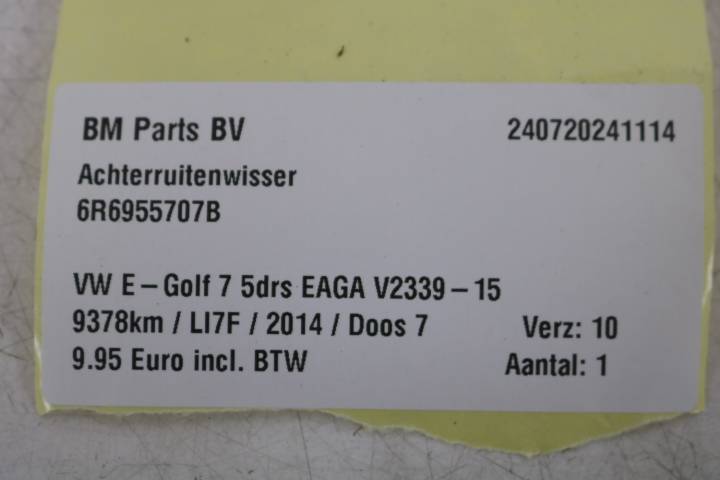 BM Parts BV 240720241114
Achterruitenwisser
6R6955707B
VW E-Golf 7 5drs EAGA V2339-15
9378km / LI7F / 2014 / Doos 7 Verz: 10
9.95 Euro incl. BTW Aantal: 1